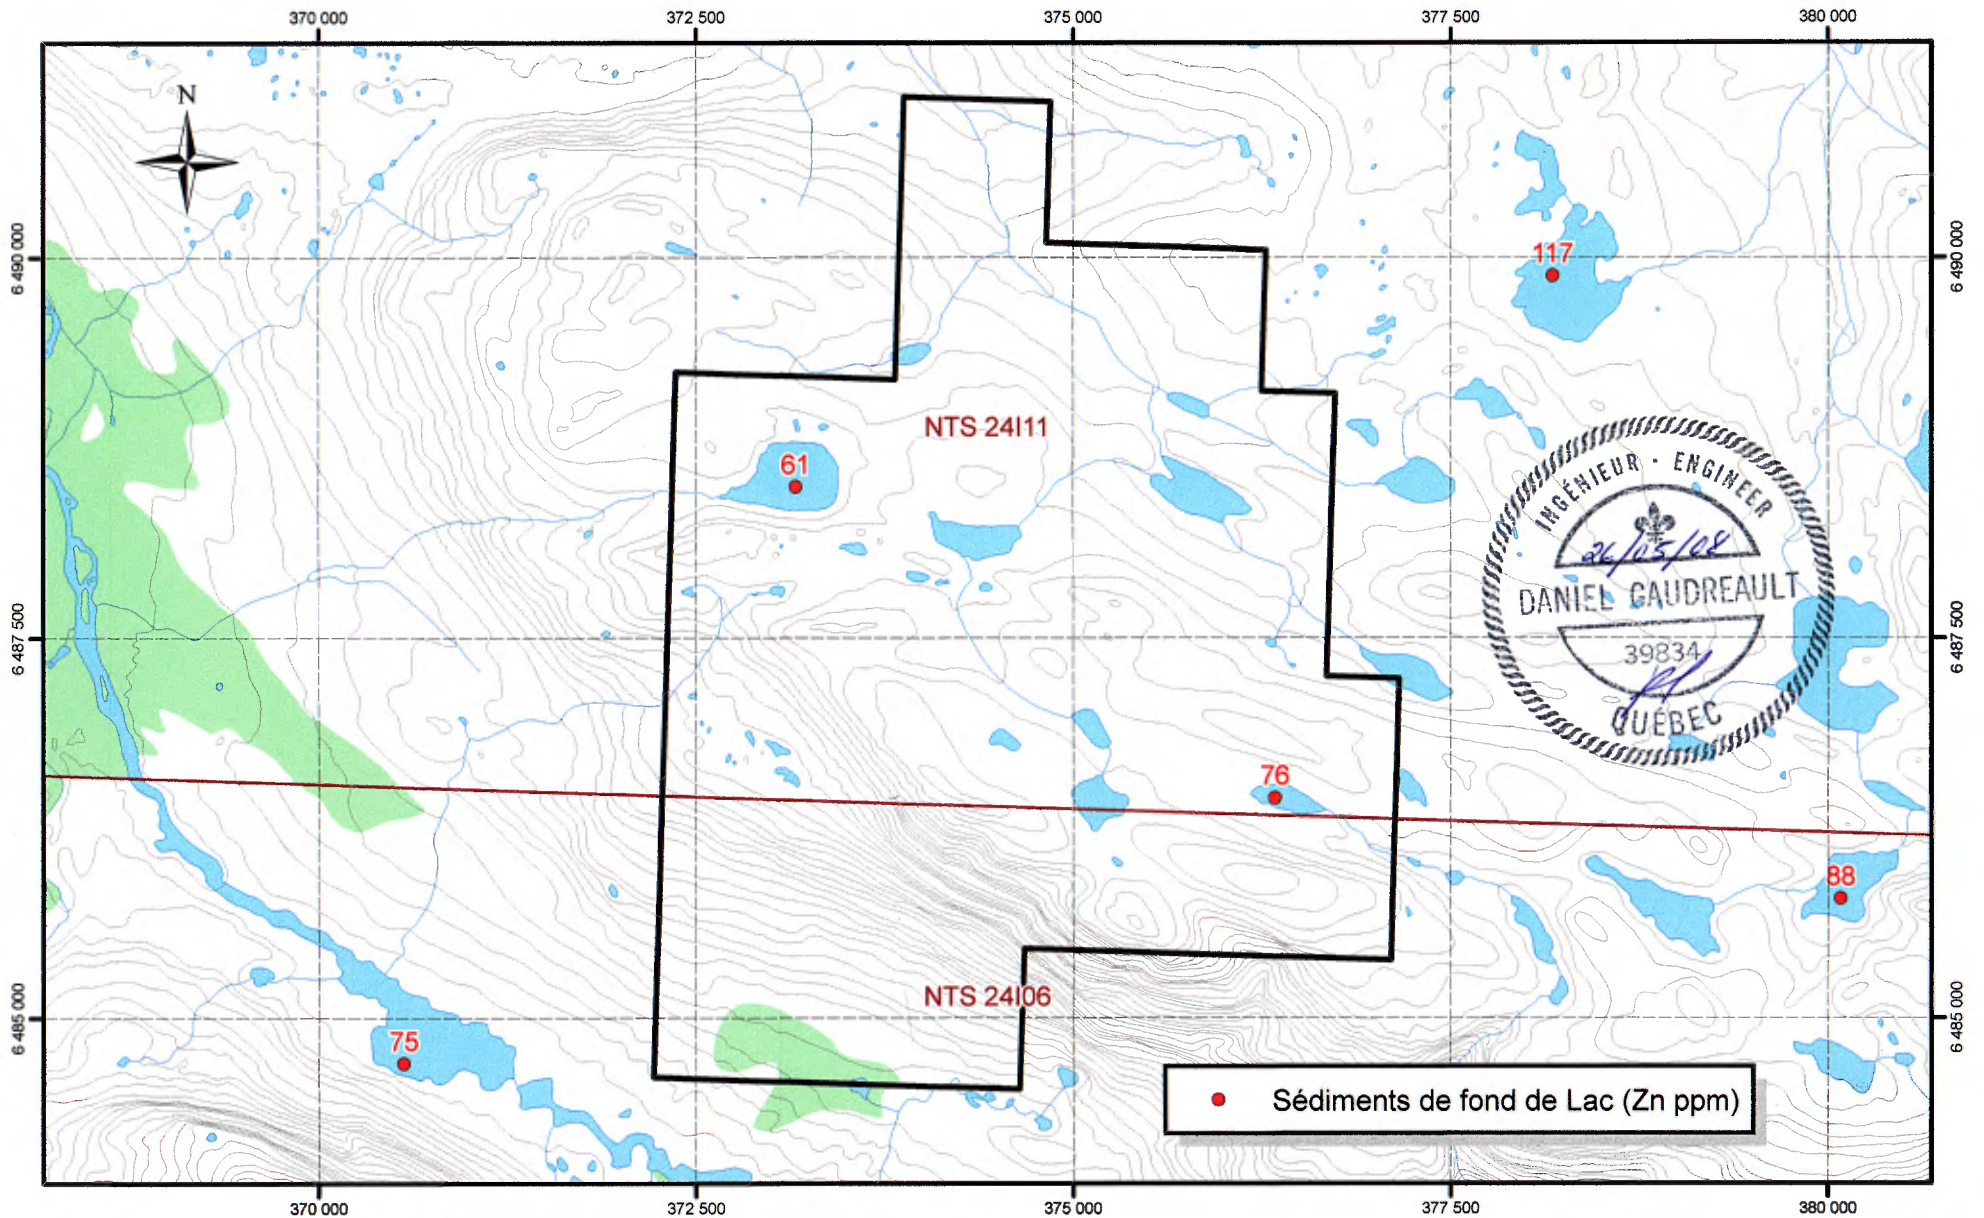 370 000 372 500 375 000 377 500 380 000
N
6 490 000
6 490 000
117
NTS 24I11
61
INGÉNIEUR - ENGINEER
26/05/08
DANIEL GAUDREAULT
39834
QUÉBEC
6 487 500
6 487 500
76
88
NTS 24I06
6 485 000
6 485 000
75
Sédiments de fond de Lac (Zn ppm)
370 000 372 500 375 000 377 500 380 000